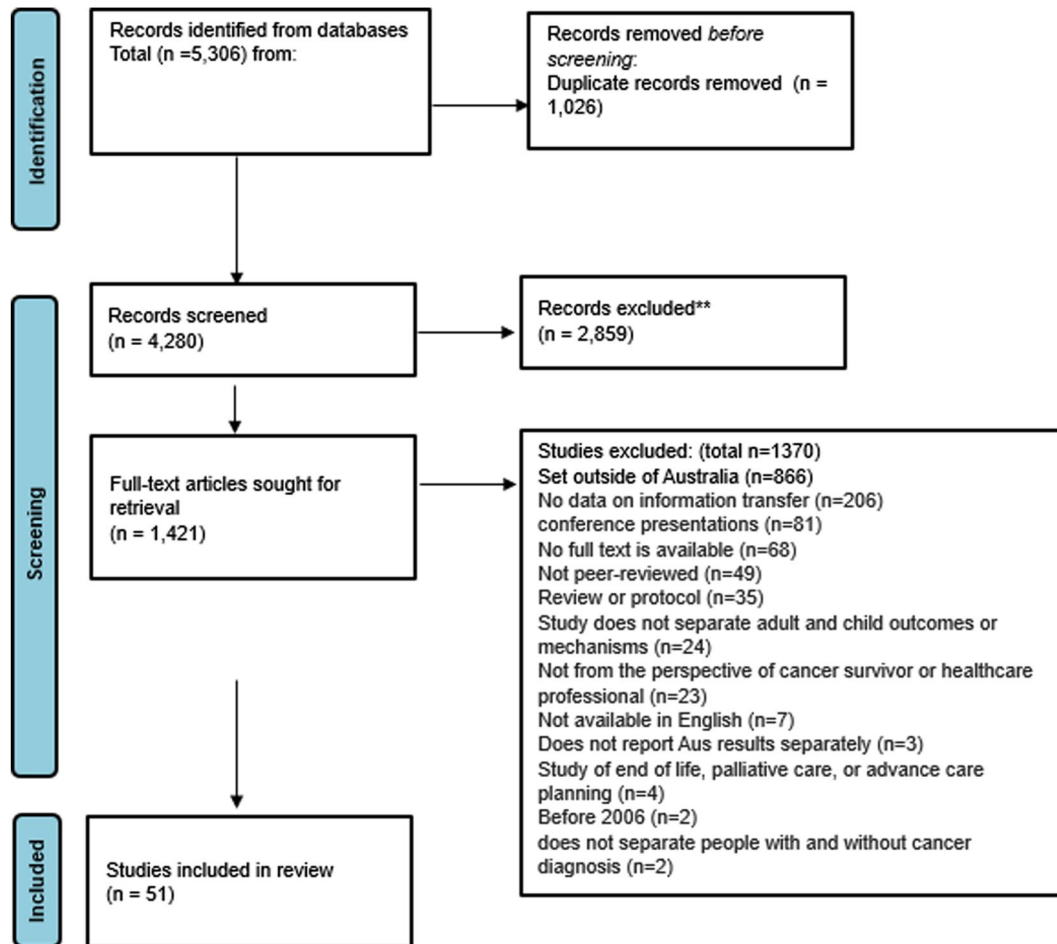 Identification
Records identified from databases
Total (n =5,306) from:
Records removed before
screening:
Duplicate records removed (n =
1,026)
Screening
Records screened
(n = 4,280)
Records excluded**
(n = 2,859)
Full-text articles sought for
retrieval
(n = 1,421)
Studies excluded: (total n=1370)
Set outside of Australia (n=866)
No data on information transfer (n=206)
conference presentations (n=81)
No full text is available (n=68)
Not peer-reviewed (n=49)
Review or protocol (n=35)
Study does not separate adult and child outcomes or
mechanisms (n=24)
Not from the perspective of cancer survivor or healthcare
professional (n=23)
Not available in English (n=7)
Does not report Aus results separately (n=3)
Study of end of life, palliative care, or advance care
planning (n=4)
Before 2006 (n=2)
does not separate people with and without cancer
diagnosis (n=2)
Included
Studies included in review
(n = 51)